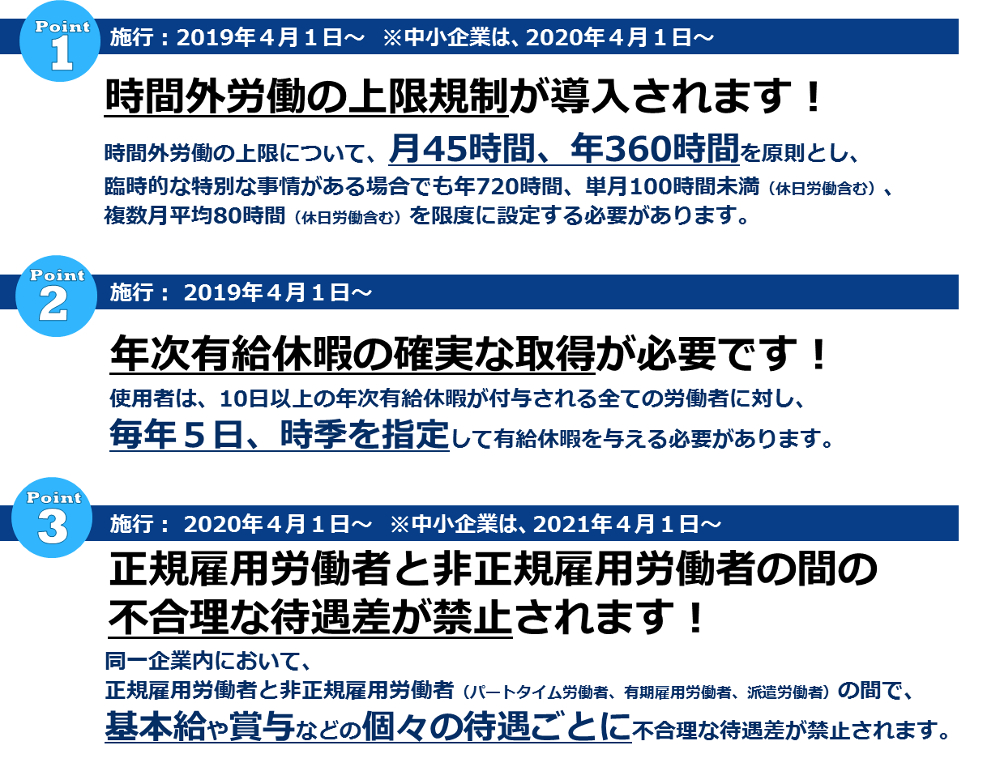 Point
1
施行：2019年４月１日～ ※中小企業は、2020年４月１日～
時間外労働の上限規制が導入されます！
時間外労働の上限について、月45時間、年360時間を原則とし、
臨時的な特別な事情がある場合でも年720時間、単月100時間未満（休日労働含む）、
複数月平均80時間（休日労働含む）を限度に設定する必要があります。
Point
2
施行： 2019年４月１日～
年次有給休暇の確実な取得が必要です！
使用者は、10日以上の年次有給休暇が付与される全ての労働者に対し、
毎年５日、時季を指定して有給休暇を与える必要があります。
Point
3
施行： 2020年４月１日～ ※中小企業は、2021年４月１日～
正規雇用労働者と非正規雇用労働者の間の
不合理な待遇差が禁止されます！
同一企業内において、
正規雇用労働者と非正規雇用労働者（パートタイム労働者、有期雇用労働者、派遣労働者）の間で、
基本給や賞与などの個々の待遇ごとに不合理な待遇差が禁止されます。